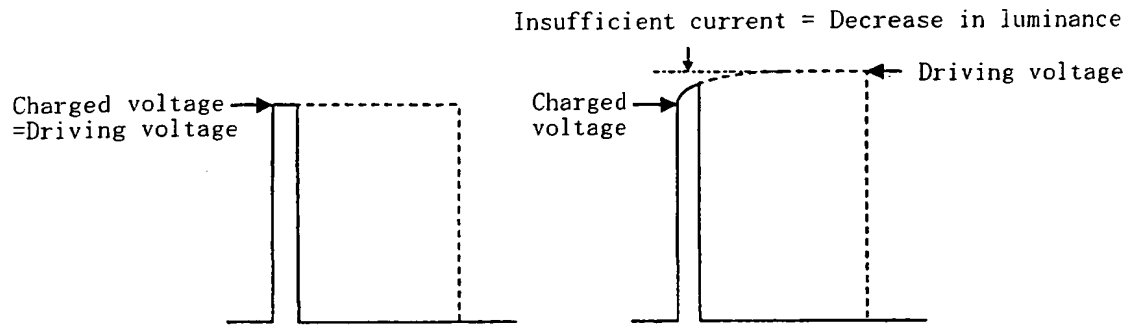 Insufficient current = Decrease in luminance
Charged voltage
=Driving voltage
Charged
voltage
Driving voltage